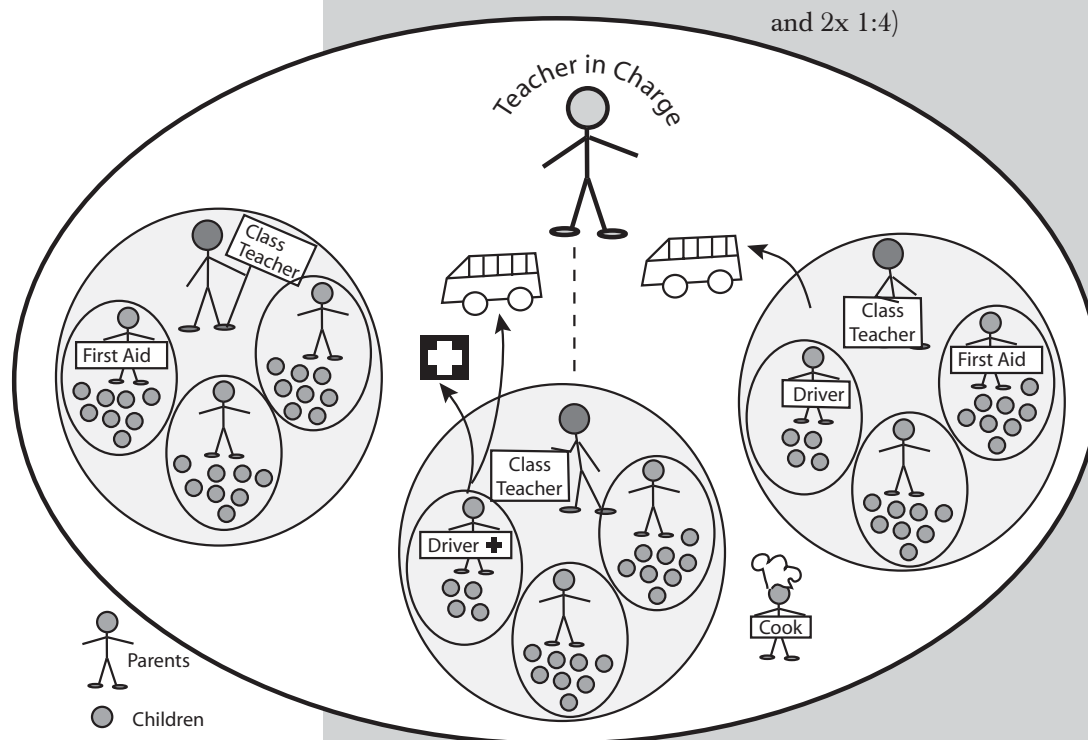 and 2x 1:4)
Teacher in Charge
Class
Teacher
First Aid
Class
Teacher
First Aid
Driver
Class
Teacher
Driver
Cook
Parents
Children